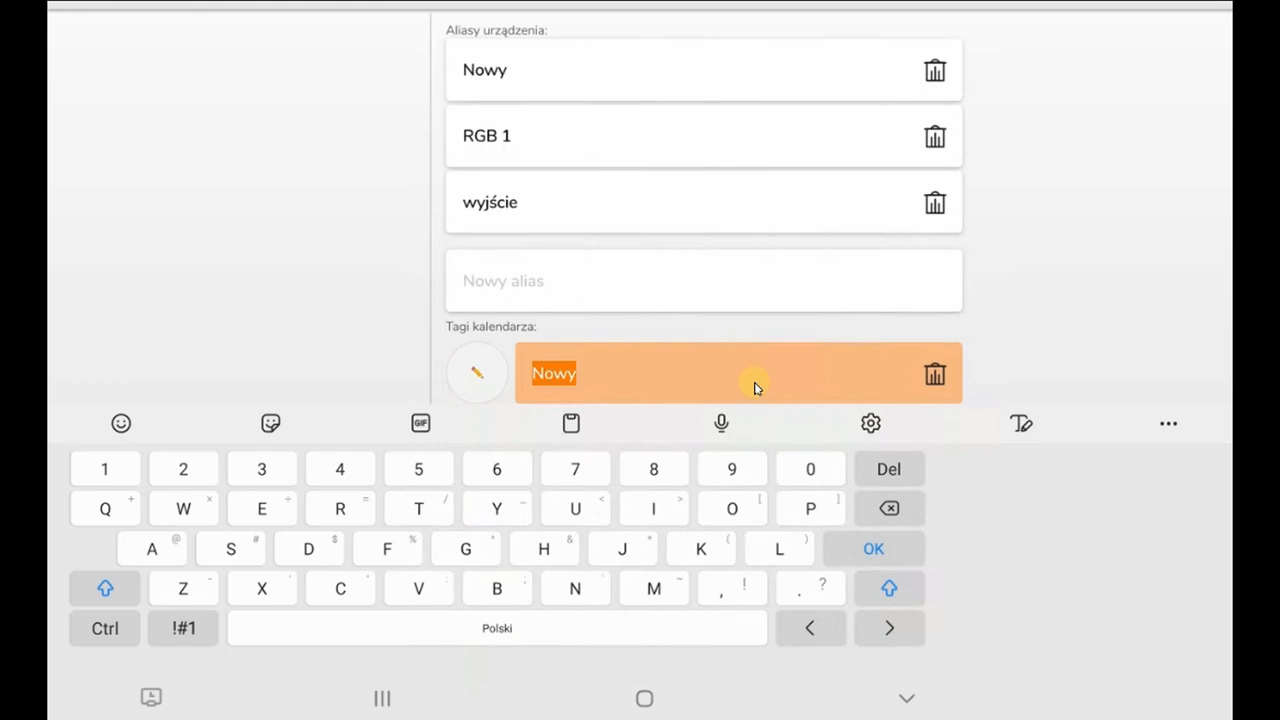 Aliasy urządzenia:
Nowy
RGB 1
wyjście
Nowy alias
Tagi kalendarza:
Nowy
GIF
1 2 3 4 5 6 7 8 9 0 Del
Q + W × E ÷ R = T / Y _ U < I > O [ P ]
A @ S # D $ F % G ^ H & J * K ( L ) OK
Z - X ' C " V : B ; N , M ~ , ! . ?
Ctrl !#1 Polski < >